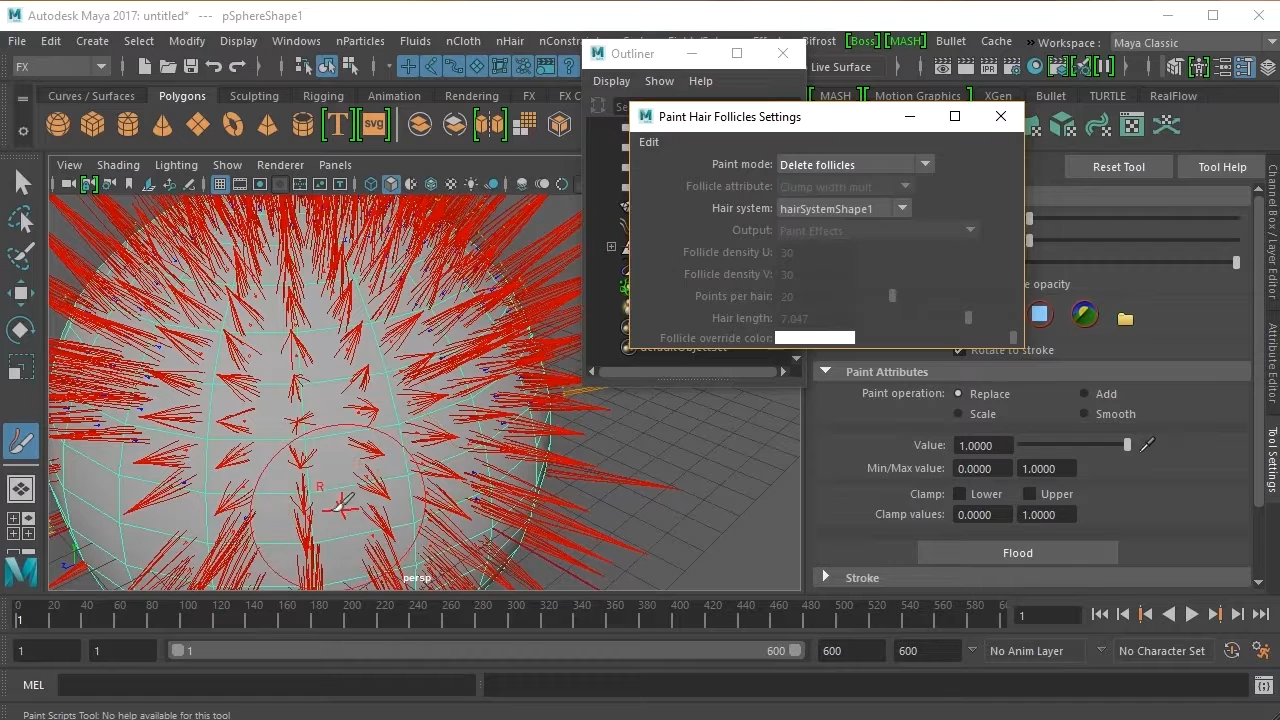 Autodesk Maya 2017: untitled* --- pSphereShape1
File Edit Create Select Modify Display Windows nParticles Fluids nCloth nHair nConstra Bifrost [Boss] [MASH] Bullet Cache » Workspace : Maya Classic
FX Live Surface
Outliner
Display Show Help
Curves / Surfaces Polygons Sculpting Rigging Animation Rendering FX FX C MASH Motion Graphics XGen Bullet TURTLE RealFlow
T svg
Paint Hair Follicles Settings
Edit
Paint mode: Delete follicles
Follicle attribute: Clump width mult
Hair system: hairSystemShape1
Output: Paint Effects
Follicle density U: 30
Follicle density V: 30
Points per hair: 20
Hair length: 7.047
Follicle override color:
View Shading Lighting Show Renderer Panels
Reset Tool Tool Help
e opacity
Rotate to stroke
Paint Attributes
Paint operation: Replace Add
Scale Smooth
Value: 1.0000
Min/Max value: 0.0000 1.0000
Clamp: Lower Upper
Clamp values: 0.0000 1.0000
Flood
Stroke
Channel Box / Layer Editor
Attribute Editor
Tool Settings
R
persp
z
0 20 40 60 80 100 120 140 160 180 200 220 240 260 280 300 320 340 360 380 400 420 440 460 480 500 520 540 560 580 60
1 1
1 1 1 600 600 600 No Anim Layer No Character Set
MEL
Paint Scripts Tool: No help available for this tool